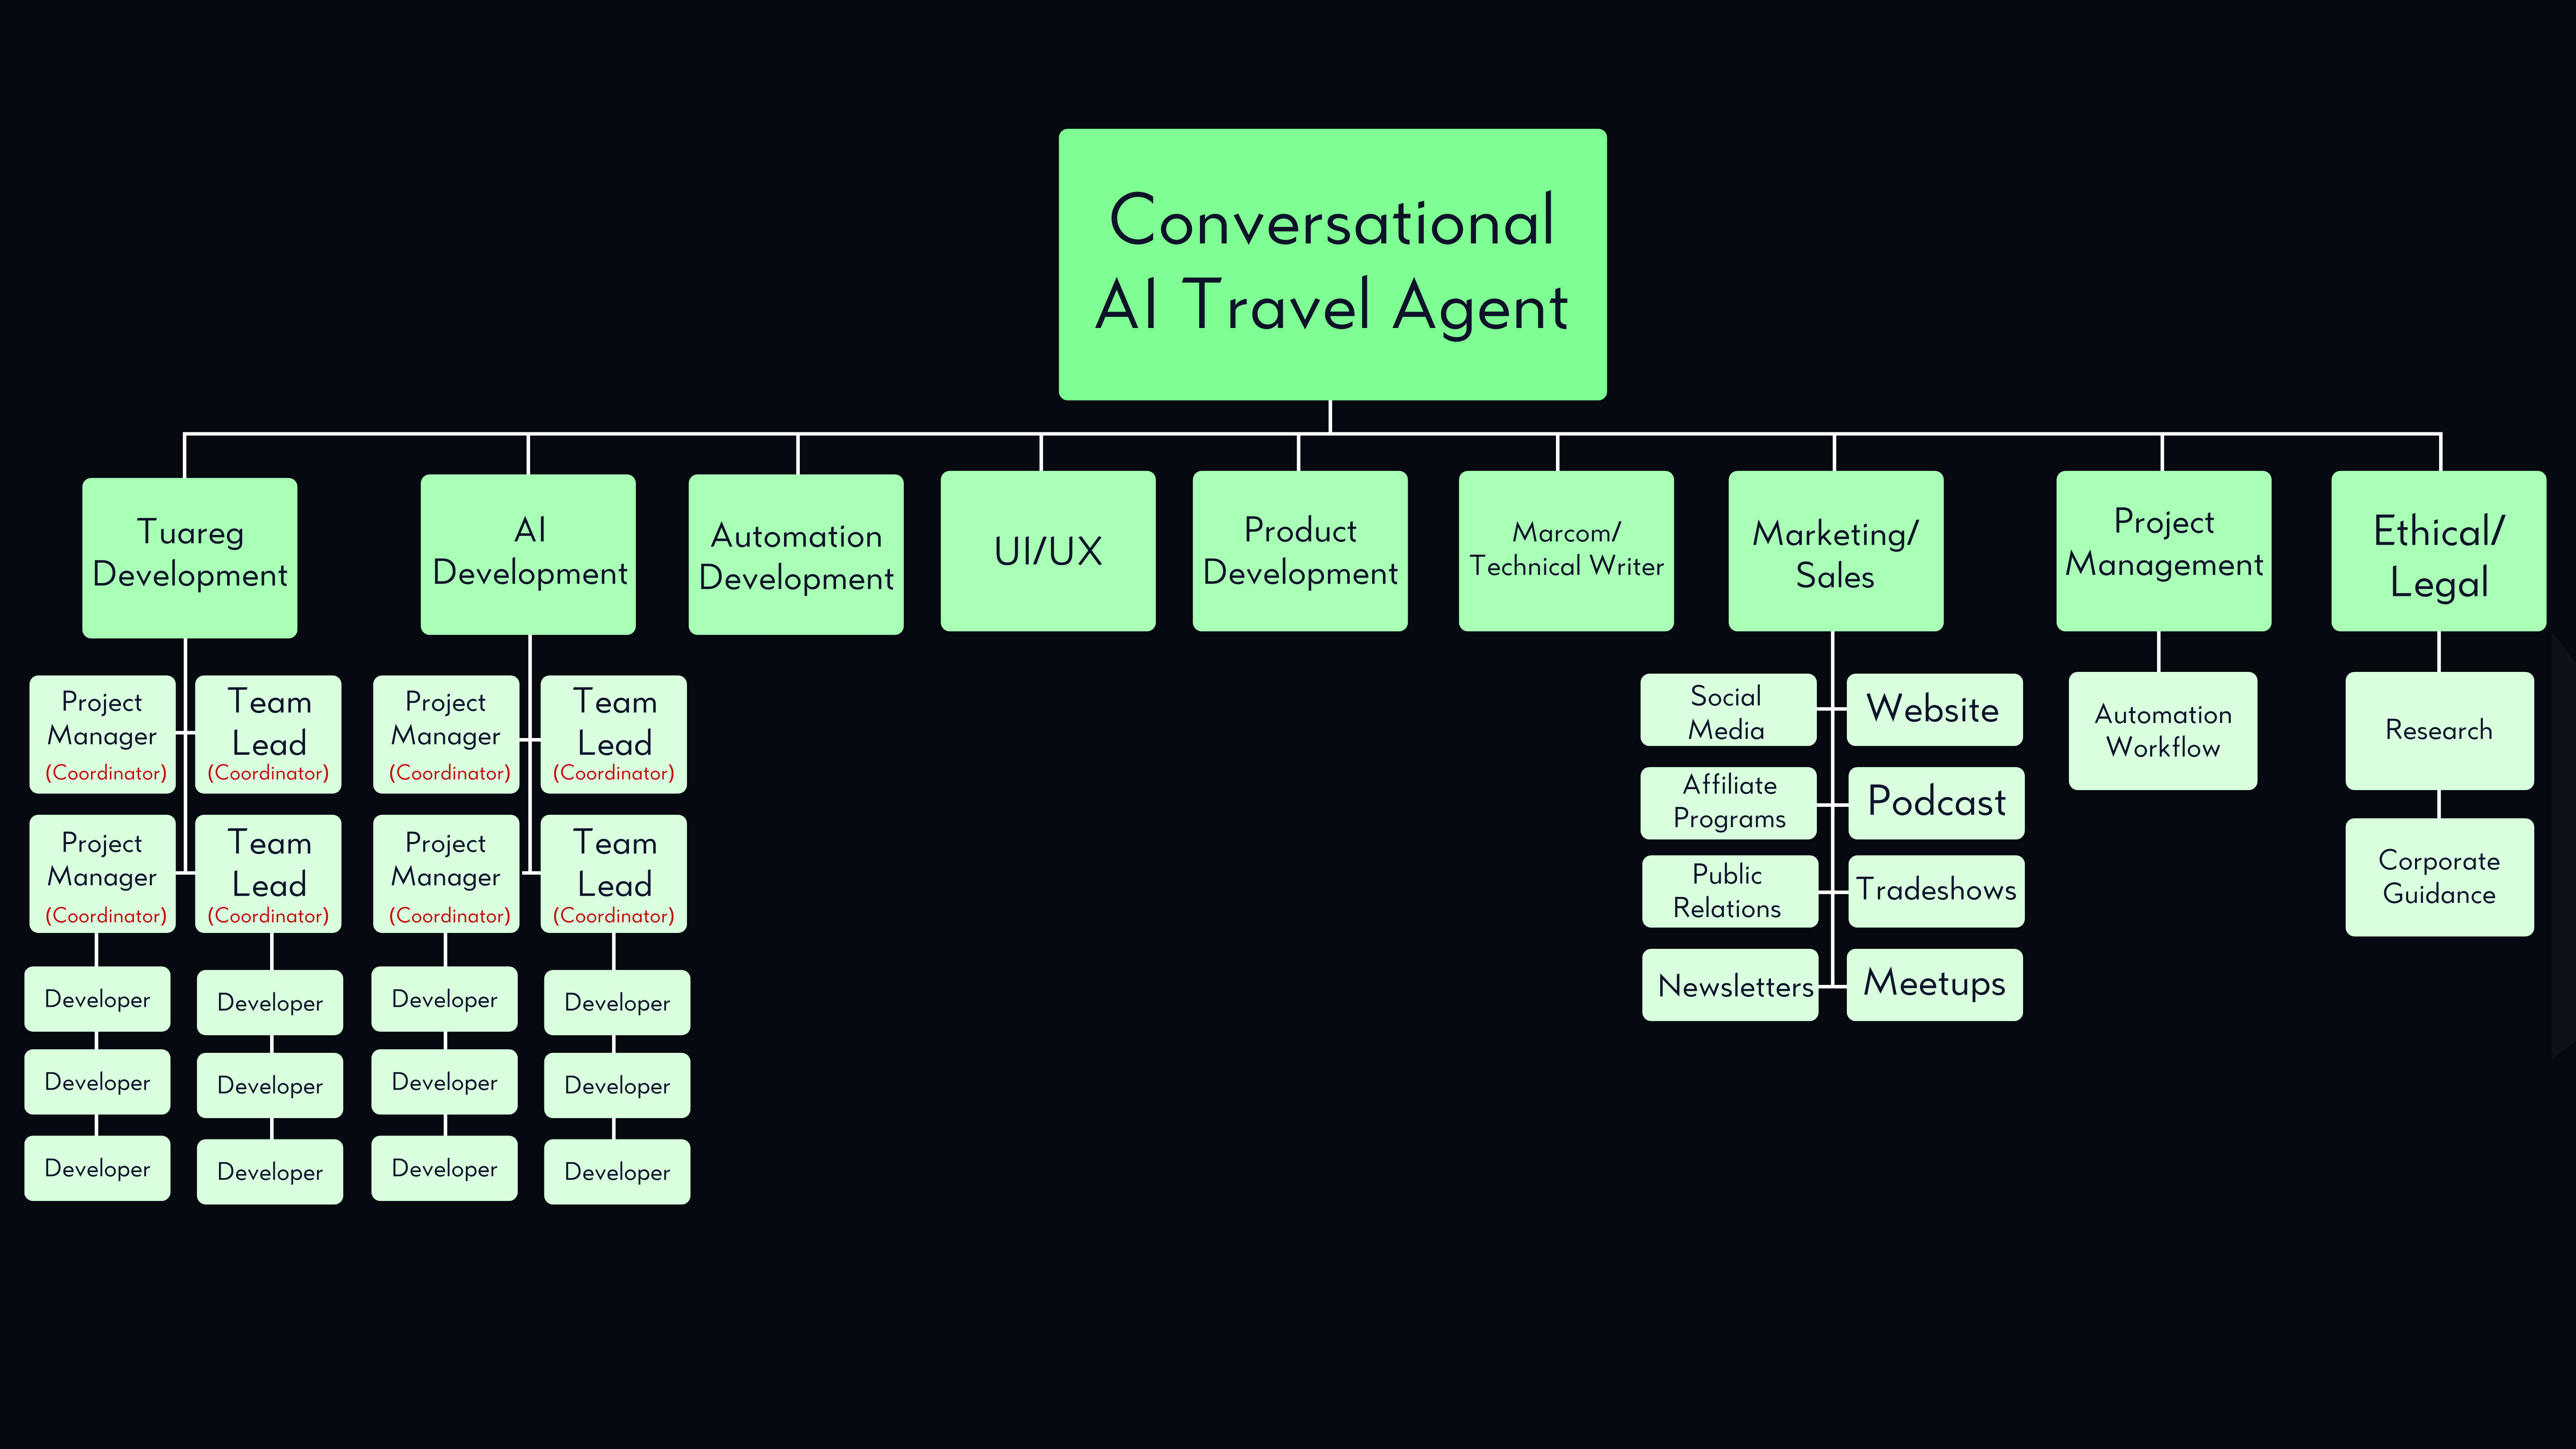 Conversational
AI Travel Agent
Tuareg
Development
AI
Development
Automation
Development
UI/UX
Product
Development
Marcom/
Technical Writer
Marketing/
Sales
Project
Management
Ethical/
Legal
Project
Manager
(Coordinator)
Team
Lead
(Coordinator)
Project
Manager
(Coordinator)
Team
Lead
(Coordinator)
Project
Manager
(Coordinator)
Team
Lead
(Coordinator)
Project
Manager
(Coordinator)
Team
Lead
(Coordinator)
Developer
Developer
Developer
Developer
Developer
Developer
Developer
Developer
Developer
Developer
Developer
Developer
Social
Media
Website
Affiliate
Programs
Podcast
Public
Relations
Tradeshows
Newsletters
Meetups
Automation
Workflow
Research
Corporate
Guidance